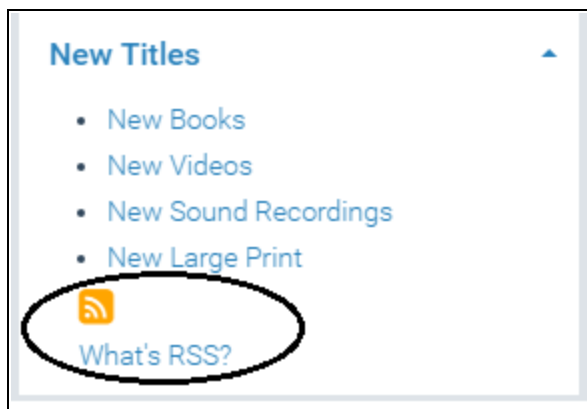 New Titles
New Books
New Videos
New Sound Recordings
New Large Print
What's RSS?